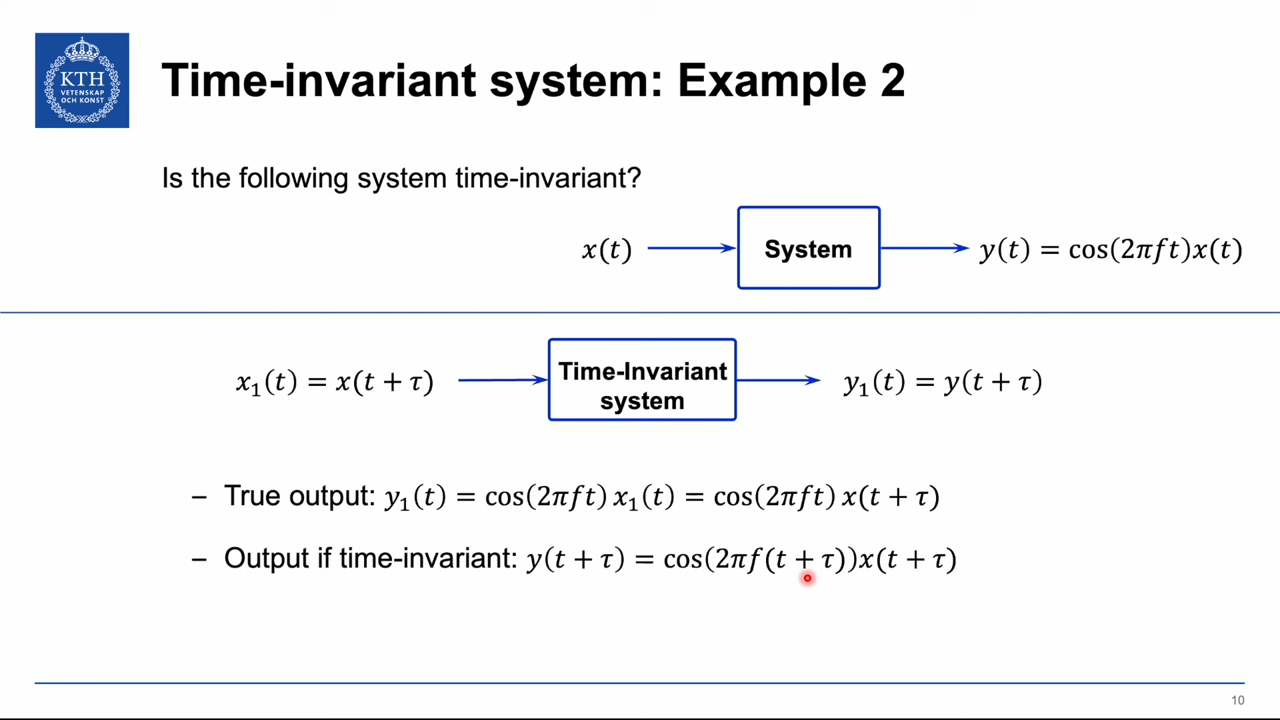 KTH
VETENSKAP
OCH KONST
Time-invariant system: Example 2
Is the following system time-invariant?
x(t)
System
y(t) = cos(2πft)x(t)
x₁(t) = x(t + τ)
Time-Invariant
system
y₁(t) = y(t + τ)
– True output: y₁(t) = cos(2πft) x₁(t) = cos(2πft) x(t + τ)
– Output if time-invariant: y(t + τ) = cos(2πf(t + τ))x(t + τ)
10